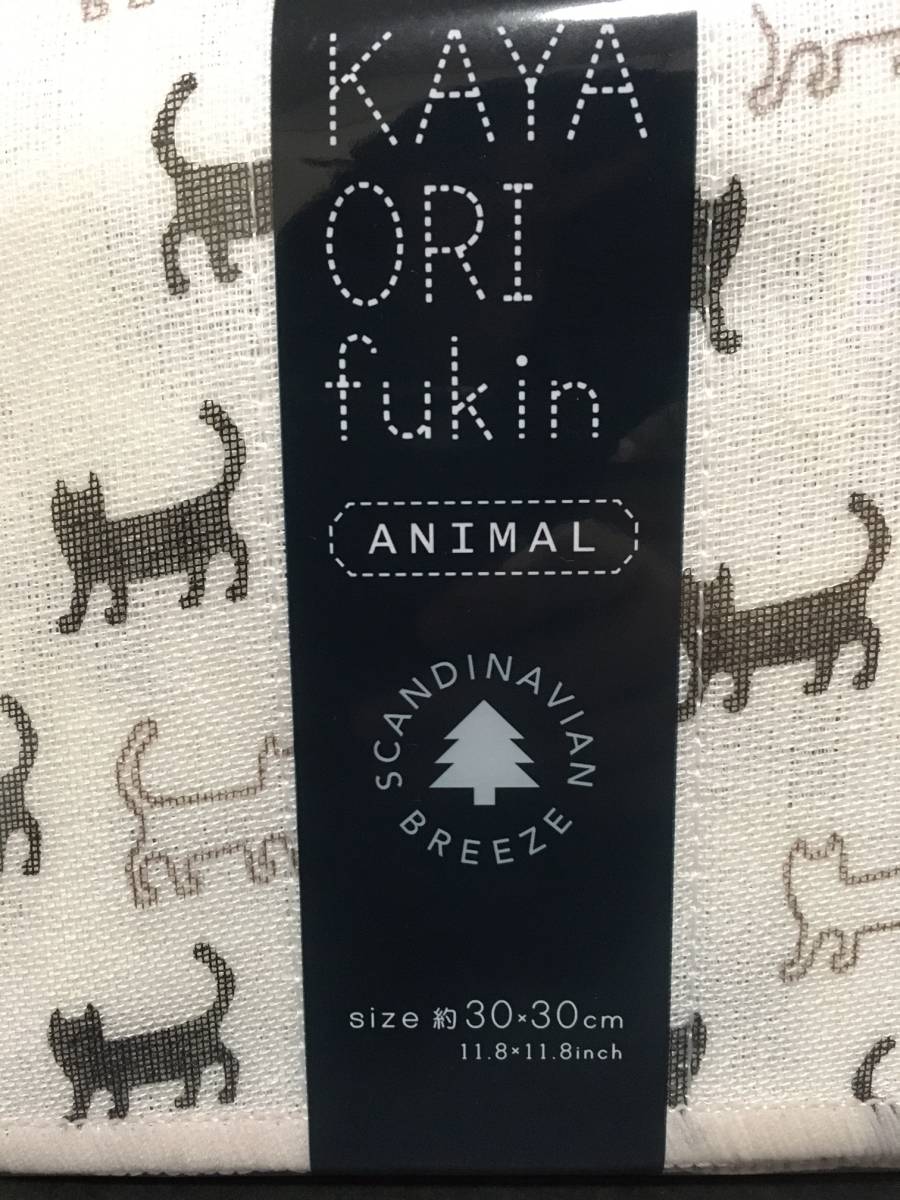 KAYA
ORI
fukin
ANIMAL
SCANDINAVIAN
BREEZE
size 約30×30cm
11.8×11.8inch